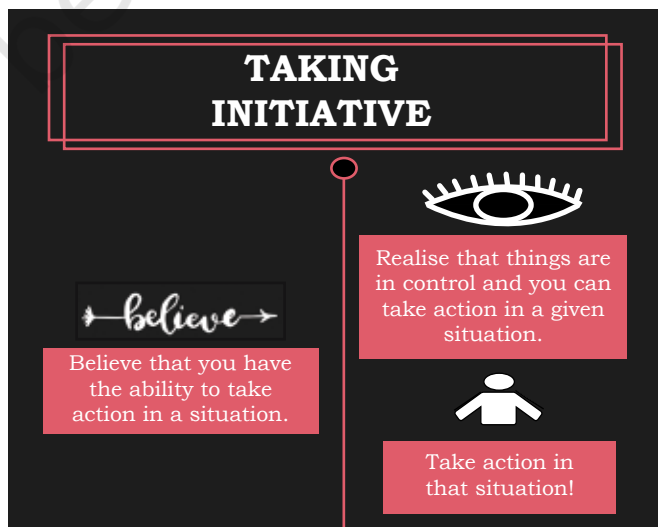 TAKING
INITIATIVE
Realise that things are
in control and you can
take action in a given
situation.
believe
Believe that you have
the ability to take
action in a situation.
Take action in
that situation!